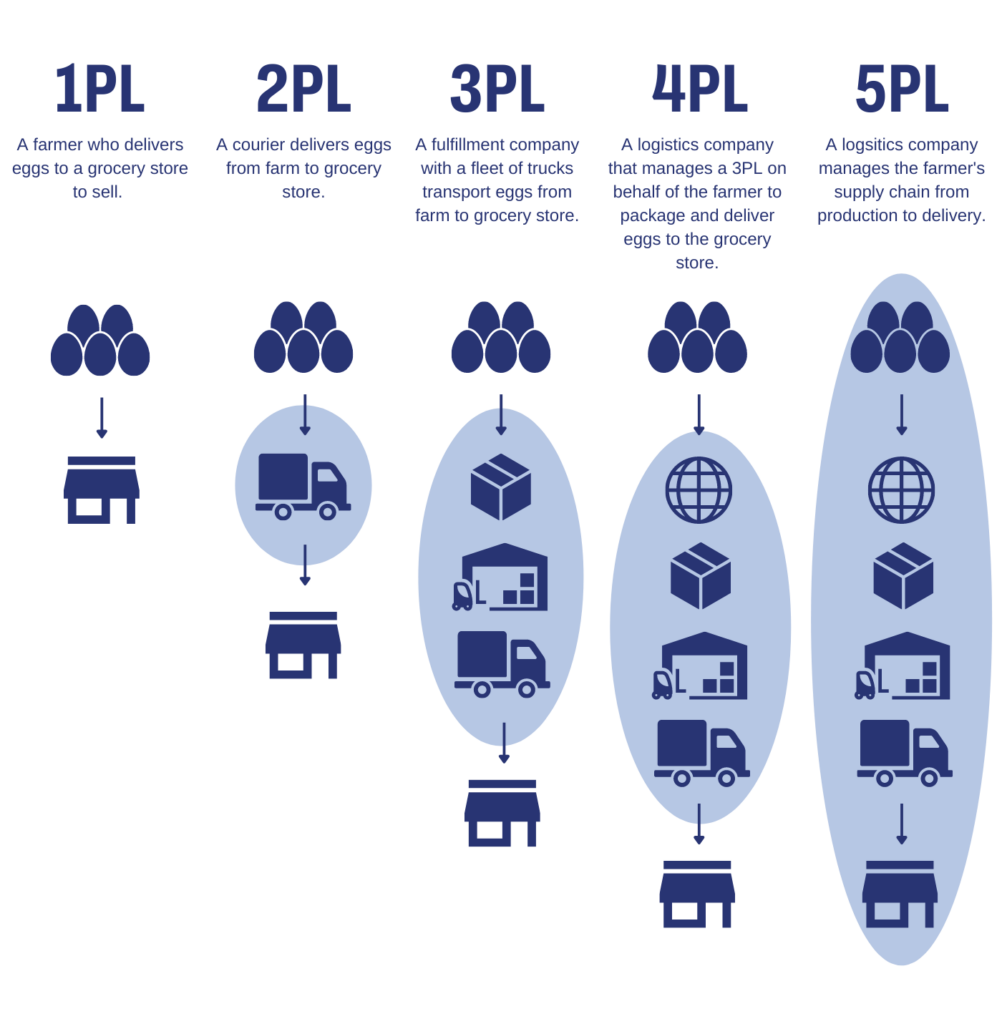 1PL
A farmer who delivers
eggs to a grocery store
to sell.
2PL
A courier delivers eggs
from farm to grocery
store.
3PL
A fulfillment company
with a fleet of trucks
transport eggs from
farm to grocery store.
4PL
A logistics company
that manages a 3PL on
behalf of the farmer to
package and deliver
eggs to the grocery
store.
5PL
A logsitics company
manages the farmer's
supply chain from
production to delivery.